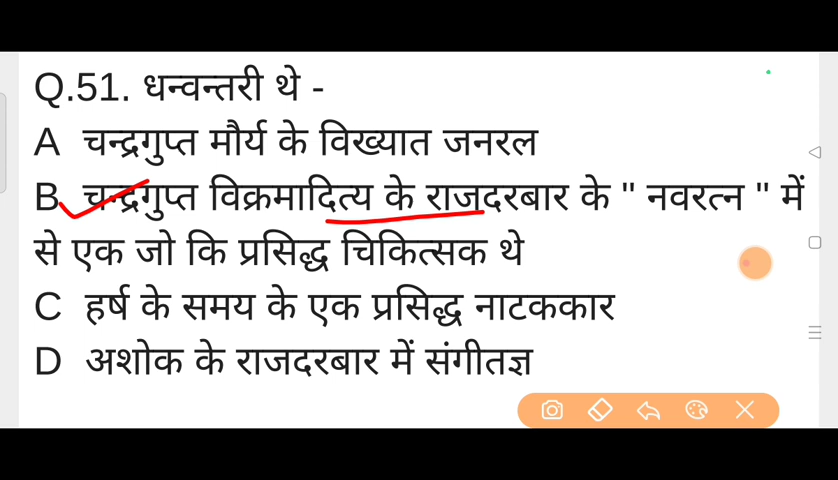 Q.51. धन्वन्तरी थे -
A चन्द्रगुप्त मौर्य के विख्यात जनरल
B चन्द्रगुप्त विक्रमादित्य के राजदरबार के " नवरत्न " में
से एक जो कि प्रसिद्ध चिकित्सक थे
C हर्ष के समय के एक प्रसिद्ध नाटककार
D अशोक के राजदरबार में संगीतज्ञ